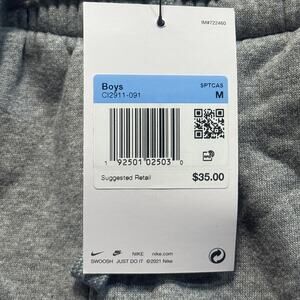 IM#722460
Boys SPTCAS
CI2911-091 M
1 92501 02503 0
Suggested Retail $35.00
NIKE nike.com
SWOOSH JUST DO IT ©2021 Nike